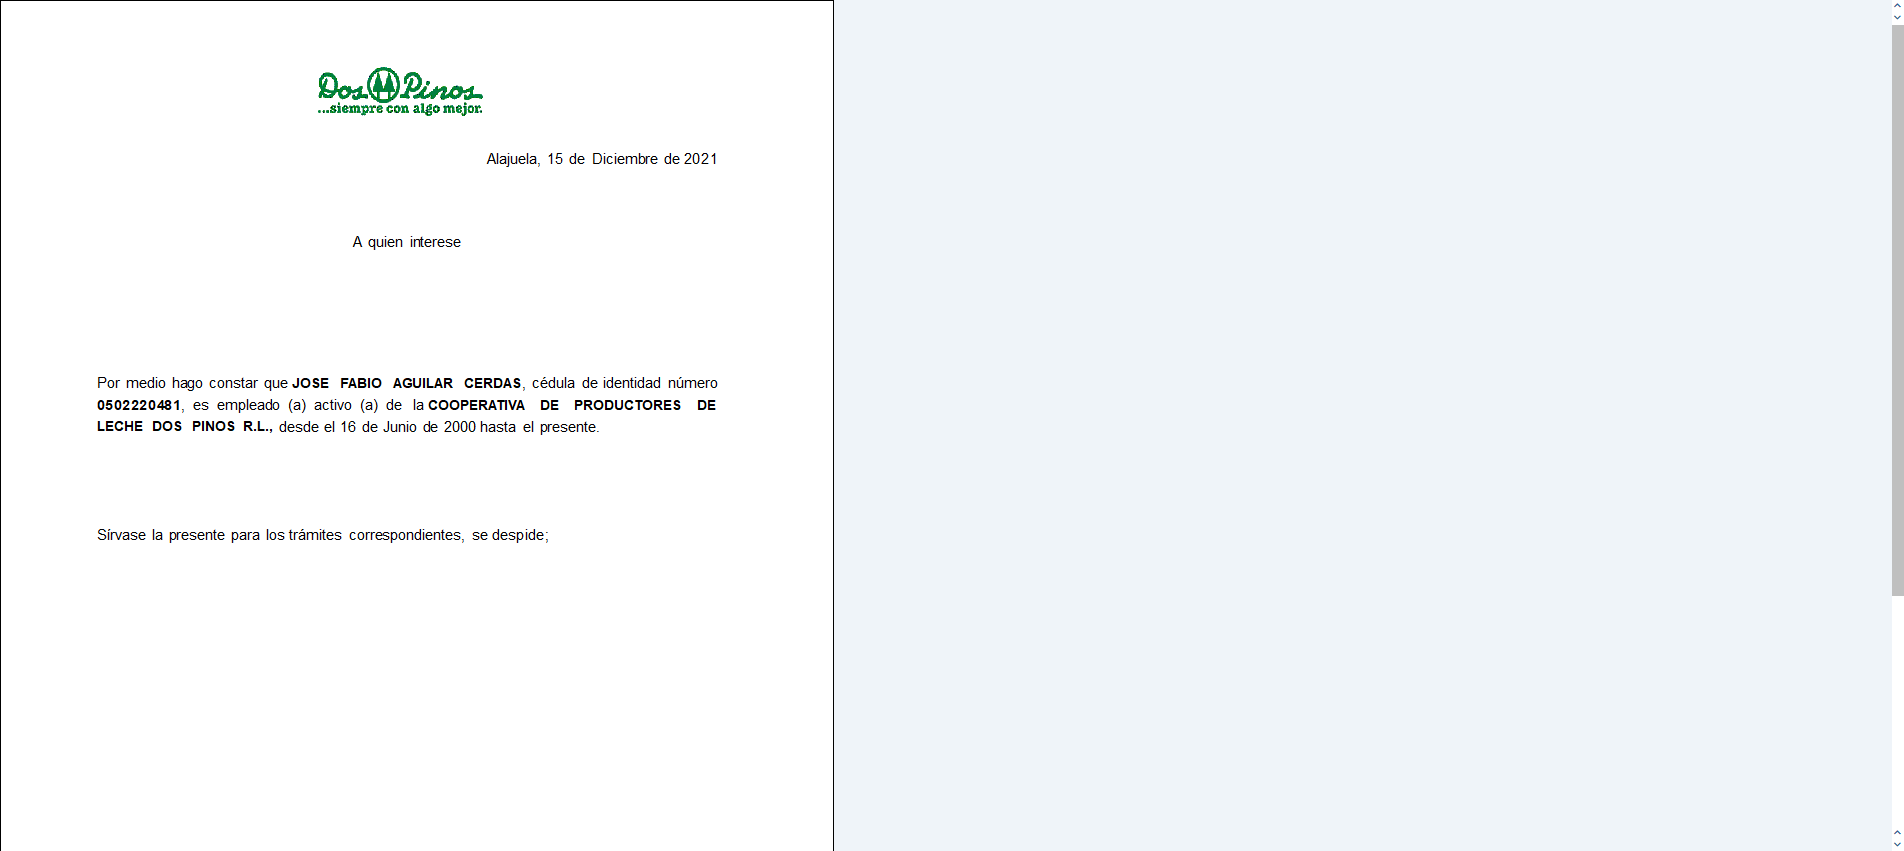 Dos Pinos
...siempre con algo mejor.
Alajuela, 15 de Diciembre de 2021
A quien interese
Por medio hago constar que JOSE FABIO AGUILAR CERDAS, cédula de identidad número
0502220481, es empleado (a) activo (a) de la COOPERATIVA DE PRODUCTORES DE
LECHE DOS PINOS R.L., desde el 16 de Junio de 2000 hasta el presente.
Sírvase la presente para los trámites correspondientes, se despide;